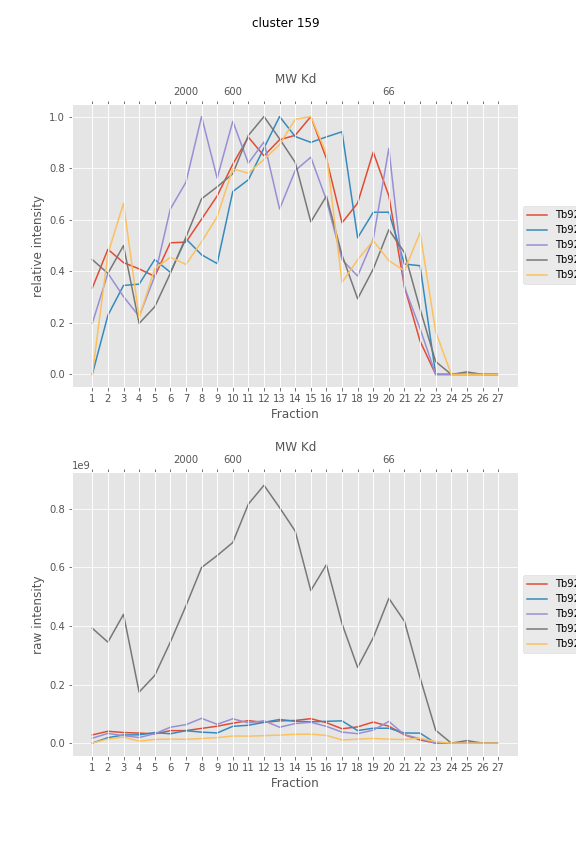 cluster 159
MW Kd
2000 600 66
1.0
0.8
0.6
0.4
0.2
0.0
relative intensity
Tb92
Tb92
Tb92
Tb92
Tb92
1 2 3 4 5 6 7 8 9 10 11 12 13 14 15 16 17 18 19 20 21 22 23 24 25 26 27
Fraction
MW Kd
1e9
2000 600 66
0.8
0.6
0.4
0.2
0.0
raw intensity
Tb92
Tb92
Tb92
Tb92
Tb92
1 2 3 4 5 6 7 8 9 10 11 12 13 14 15 16 17 18 19 20 21 22 23 24 25 26 27
Fraction